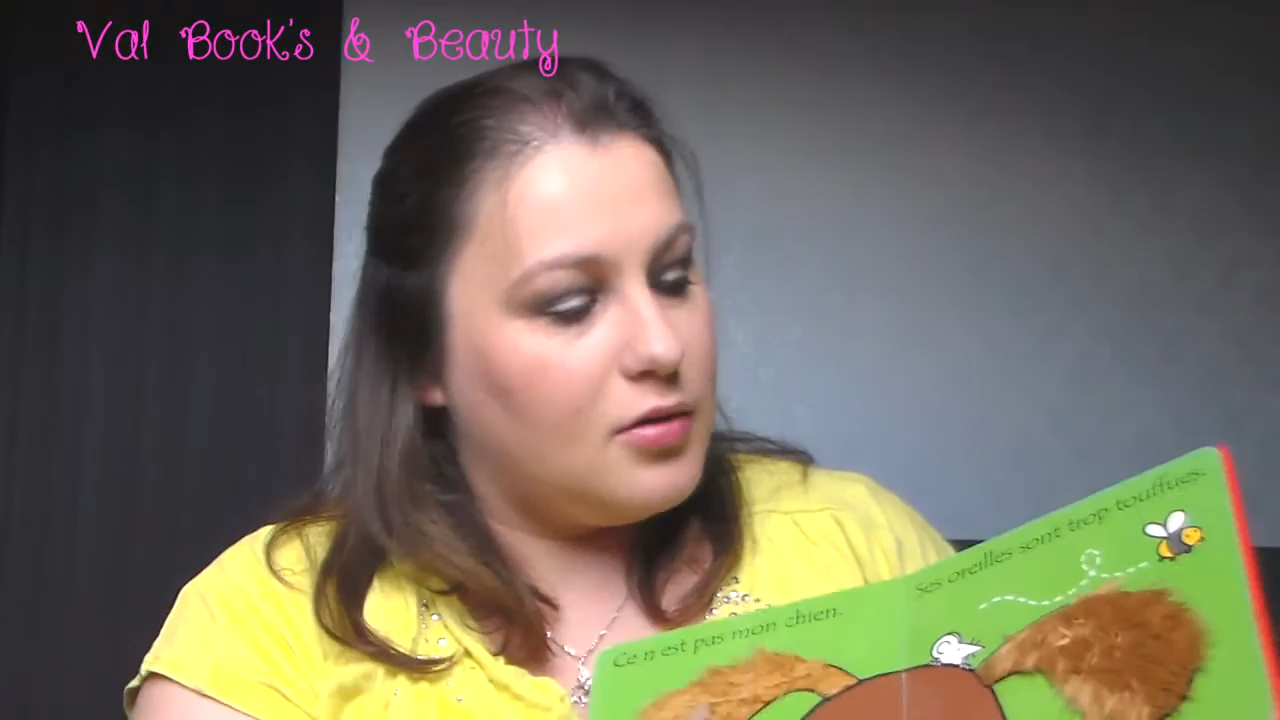 Val Book's & Beauty
Ce n'est pas mon chien.
Ses oreilles sont trop touffues.